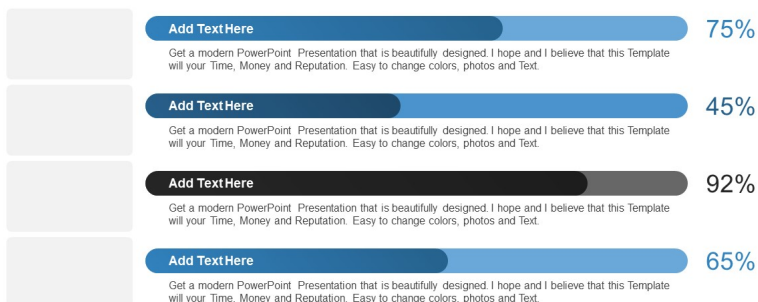 Add Text Here
75%
Get a modern PowerPoint Presentation that is beautifully designed. I hope and I believe that this Template
will your Time, Money and Reputation. Easy to change colors, photos and Text.
Add Text Here
45%
Get a modern PowerPoint Presentation that is beautifully designed. I hope and I believe that this Template
will your Time, Money and Reputation. Easy to change colors, photos and Text.
Add Text Here
92%
Get a modern PowerPoint Presentation that is beautifully designed. I hope and I believe that this Template
will your Time, Money and Reputation. Easy to change colors, photos and Text.
Add Text Here
65%
Get a modern PowerPoint Presentation that is beautifully designed. I hope and I believe that this Template
will your Time, Money and Reputation. Easy to change colors, photos and Text.